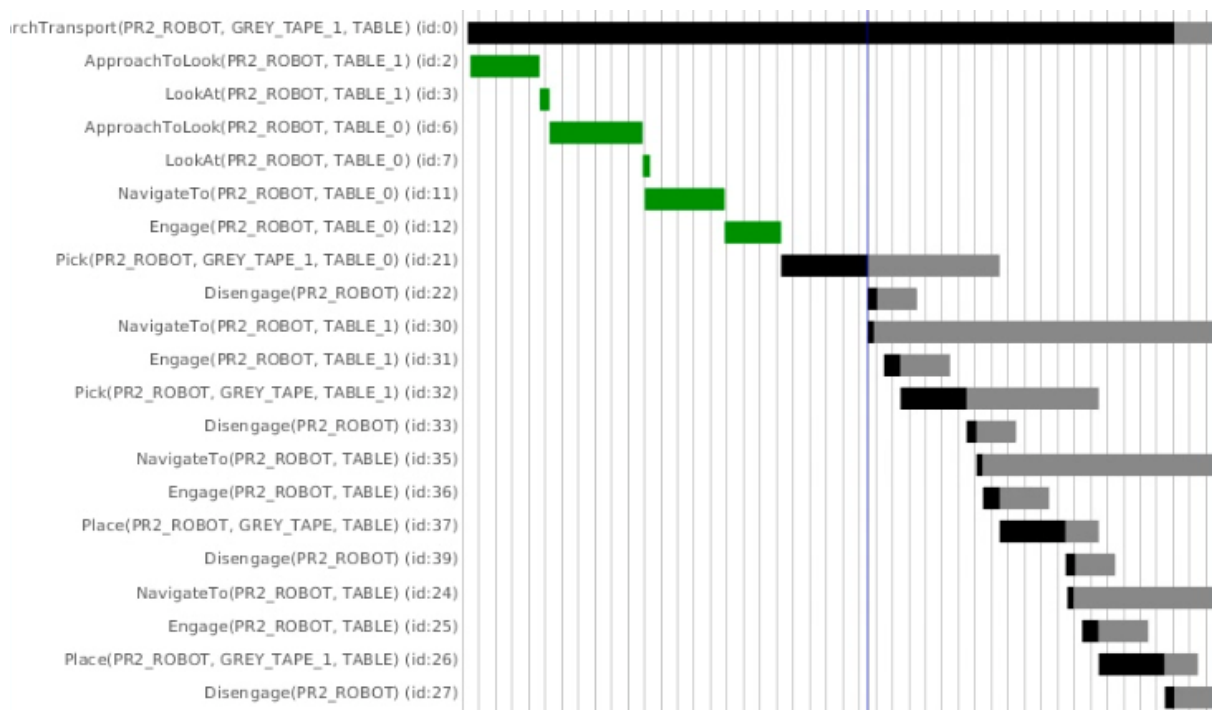 rchTransport(PR2_ROBOT, GREY_TAPE_1, TABLE) (id:0)
ApproachToLook(PR2_ROBOT, TABLE_1) (id:2)
LookAt(PR2_ROBOT, TABLE_1) (id:3)
ApproachToLook(PR2_ROBOT, TABLE_0) (id:6)
LookAt(PR2_ROBOT, TABLE_0) (id:7)
NavigateTo(PR2_ROBOT, TABLE_0) (id:11)
Engage(PR2_ROBOT, TABLE_0) (id:12)
Pick(PR2_ROBOT, GREY_TAPE_1, TABLE_0) (id:21)
Disengage(PR2_ROBOT) (id:22)
NavigateTo(PR2_ROBOT, TABLE_1) (id:30)
Engage(PR2_ROBOT, TABLE_1) (id:31)
Pick(PR2_ROBOT, GREY_TAPE, TABLE_1) (id:32)
Disengage(PR2_ROBOT) (id:33)
NavigateTo(PR2_ROBOT, TABLE) (id:35)
Engage(PR2_ROBOT, TABLE) (id:36)
Place(PR2_ROBOT, GREY_TAPE, TABLE) (id:37)
Disengage(PR2_ROBOT) (id:39)
NavigateTo(PR2_ROBOT, TABLE) (id:24)
Engage(PR2_ROBOT, TABLE) (id:25)
Place(PR2_ROBOT, GREY_TAPE_1, TABLE) (id:26)
Disengage(PR2_ROBOT) (id:27)